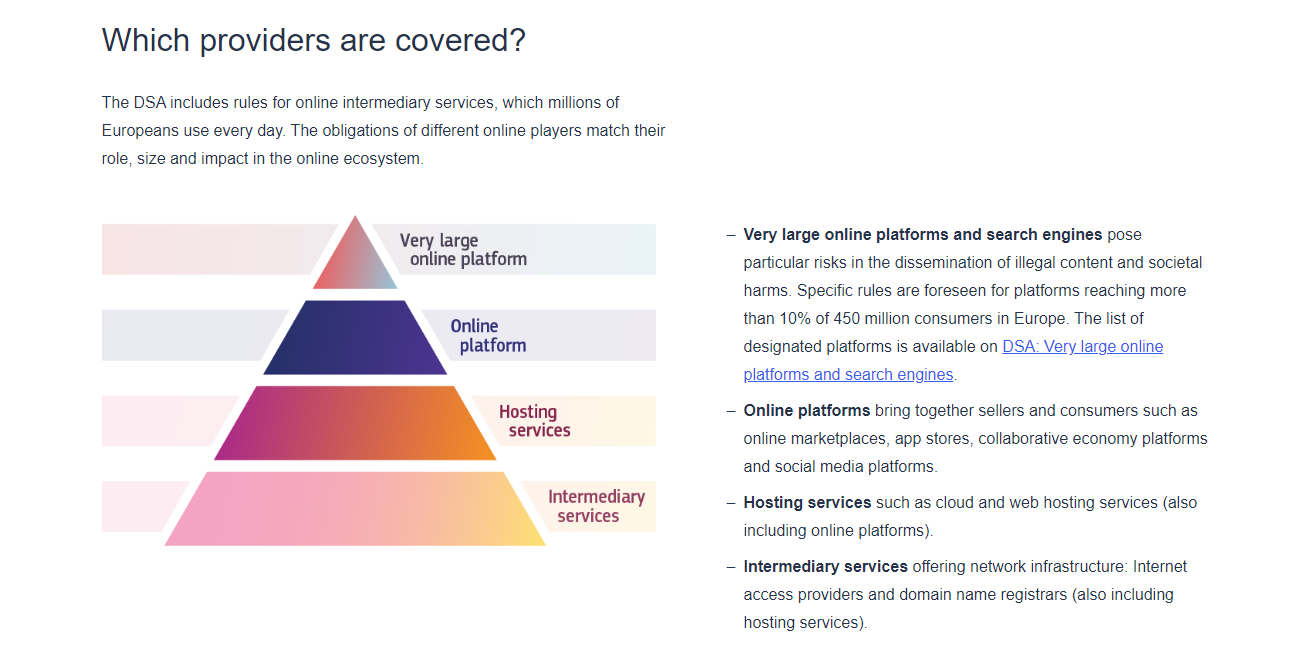 Which providers are covered?
The DSA includes rules for online intermediary services, which millions of
Europeans use every day. The obligations of different online players match their
role, size and impact in the online ecosystem.
Very large
online platform
Online
platform
Hosting
services
Intermediary
services
– Very large online platforms and search engines pose
particular risks in the dissemination of illegal content and societal
harms. Specific rules are foreseen for platforms reaching more
than 10% of 450 million consumers in Europe. The list of
designated platforms is available on DSA: Very large online
platforms and search engines.
– Online platforms bring together sellers and consumers such as
online marketplaces, app stores, collaborative economy platforms
and social media platforms.
– Hosting services such as cloud and web hosting services (also
including online platforms).
– Intermediary services offering network infrastructure: Internet
access providers and domain name registrars (also including
hosting services).